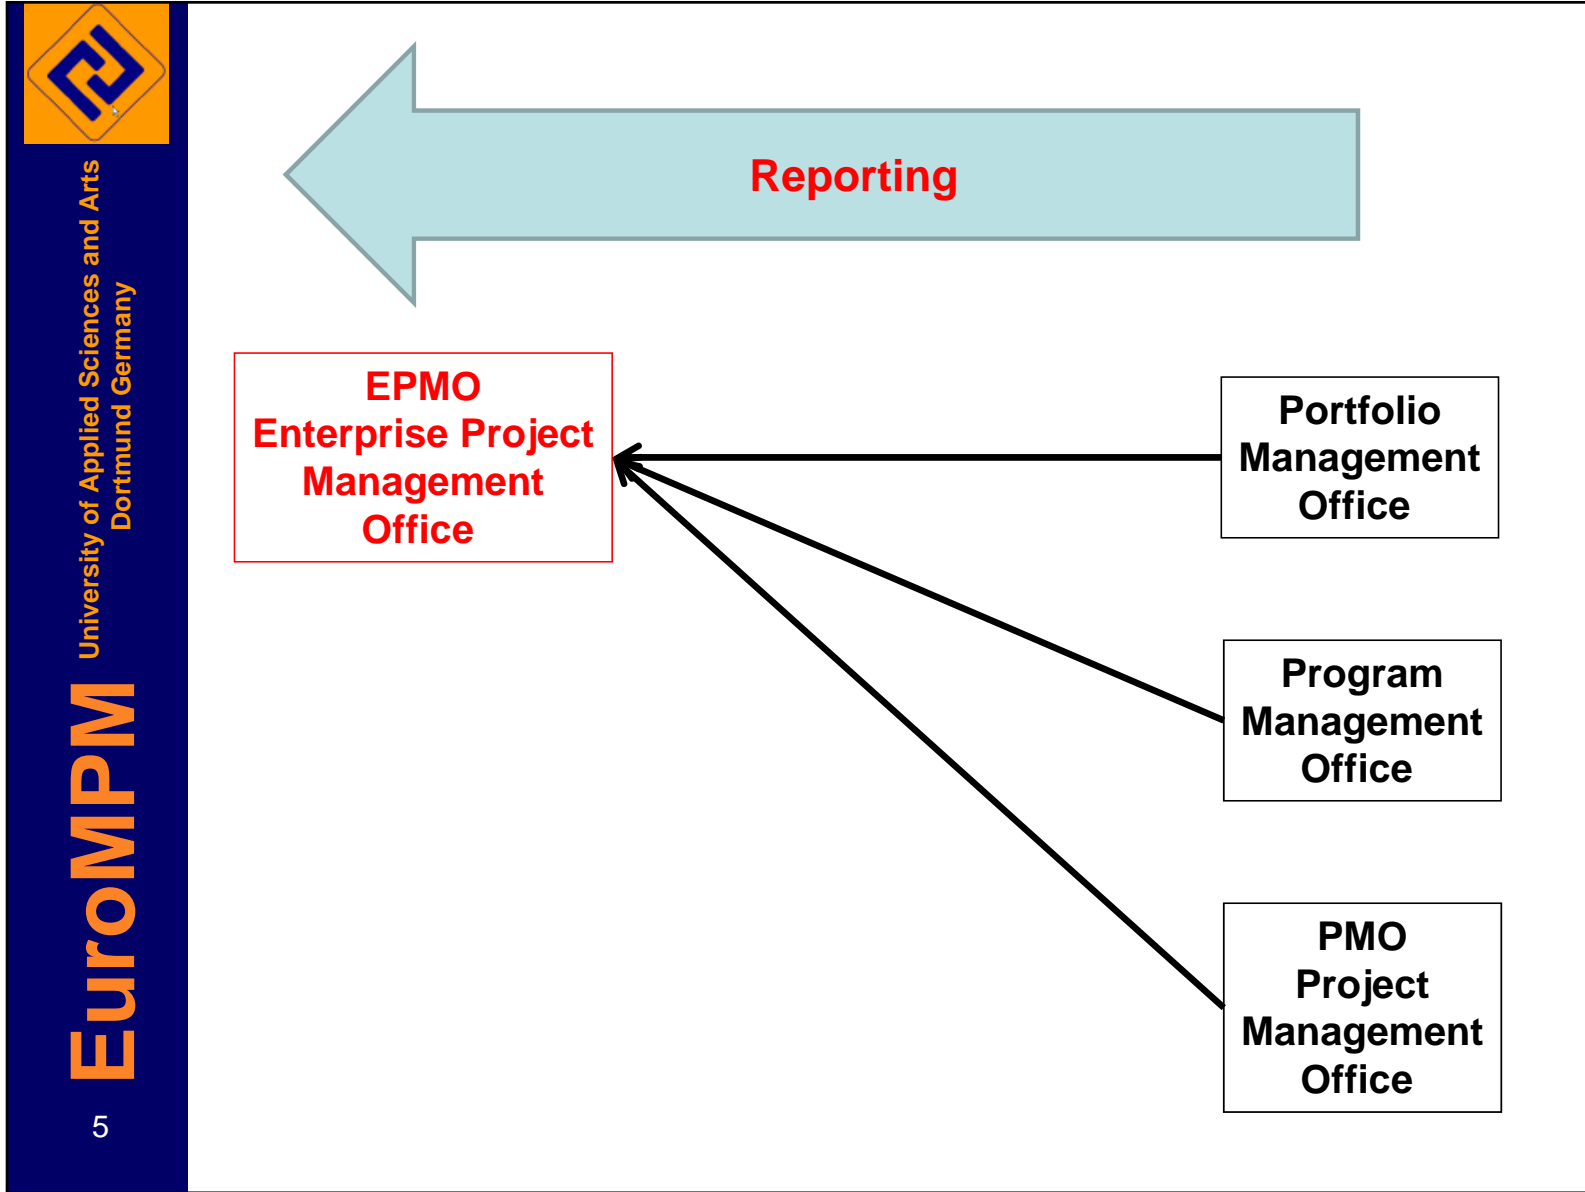 University of Applied Sciences and Arts
Dortmund Germany
EuroMPM
5
Reporting
EPMO
Enterprise Project
Management
Office
Portfolio
Management
Office
Program
Management
Office
PMO
Project
Management
Office